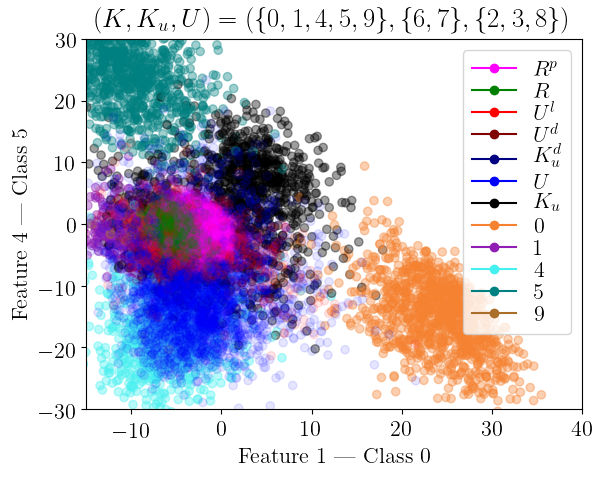 (K, K_u, U) = ({0, 1, 4, 5, 9}, {6, 7}, {2, 3, 8})
30
20
10
0
−10
−20
−30
−10
0
10
20
30
40
Feature 4 — Class 5
Feature 1 — Class 0
R^p
R
U^l
U^d
K_u^d
U
K_u
0
1
4
5
9